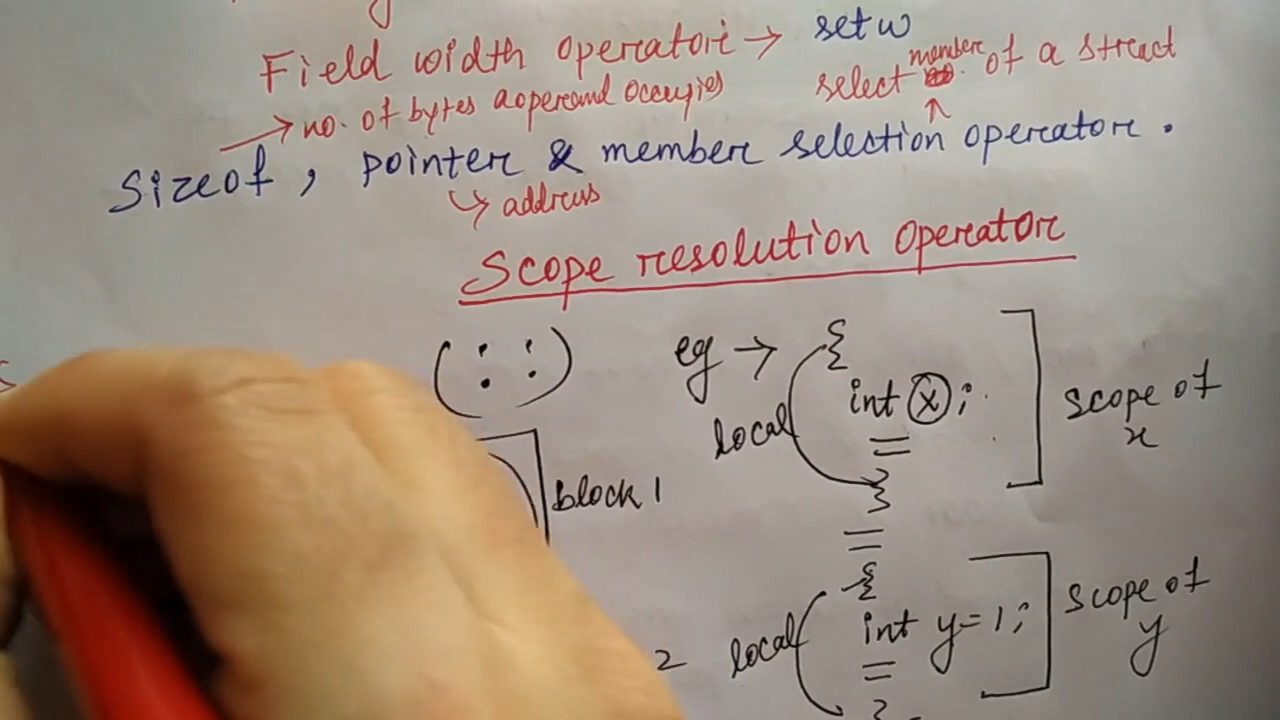 Field width operator → setw
→ no. of bytes a operand occupies
select member of a struct
Sizeof, pointer & member selection operator.
↳ address
Scope resolution operator
(::)
eg → {
local int x;
scope of
x
}
block 1
{
2 local int y=1;
scope of
y
}